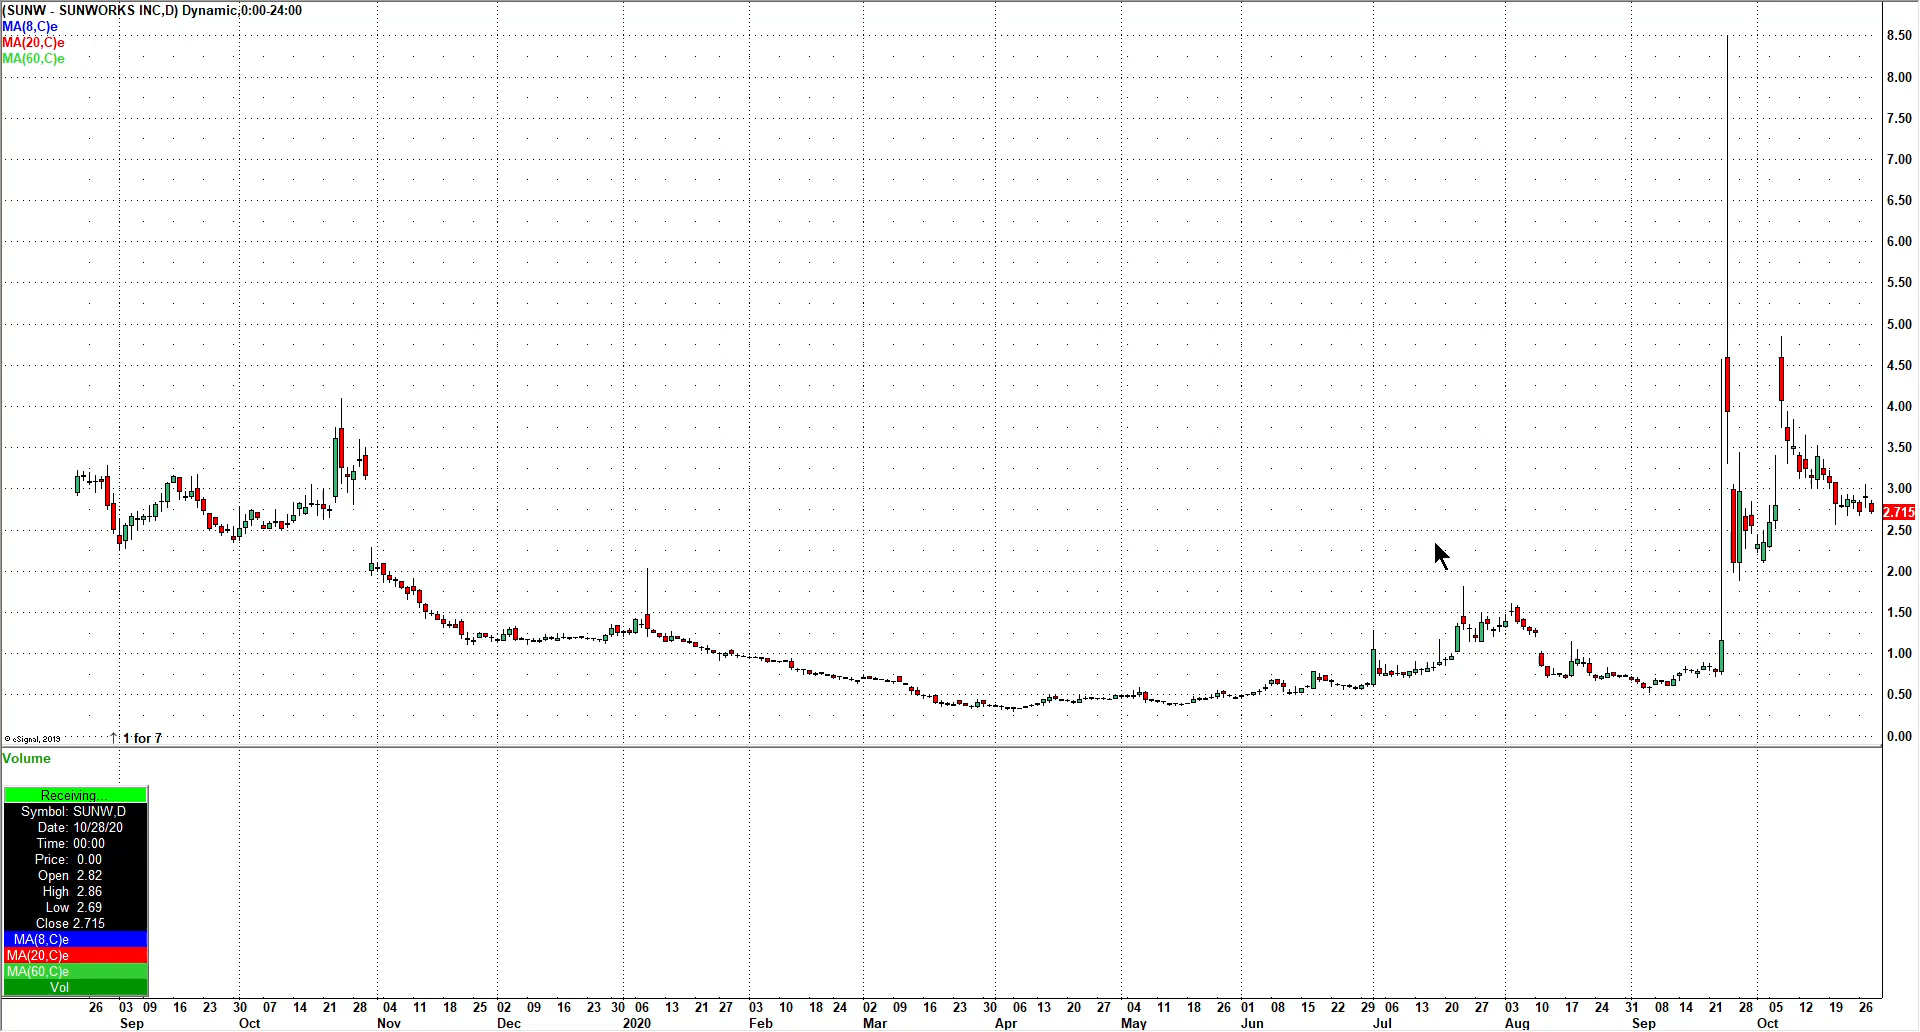 (SUNW - SUNWORKS INC,D) Dynamic,0:00-24:00
MA(8,C)e
MA(20,C)e
MA(60,C)e
8.50
8.00
7.50
7.00
6.50
6.00
5.50
5.00
4.50
4.00
3.50
3.00
2.715
2.50
2.00
1.50
1.00
0.50
0.00
© eSignal, 2019
↑ 1 for 7
Volume
Receiving...
Symbol: SUNW,D
Date: 10/28/20
Time: 00:00
Price: 0.00
Open 2.82
High 2.86
Low 2.69
Close 2.715
MA(8,C)e
MA(20,C)e
MA(60,C)e
Vol
26 03 09 16 23 30 07 14 21 28 04 11 18 25 02 09 16 23 30 06 13 21 27 03 10 18 24 02 09 16 23 30 06 13 20 27 04 11 18 26 01 08 15 22 29 06 13 20 27 03 10 17 24 31 08 14 21 28 05 12 19 26
Sep Oct Nov Dec 2020 Feb Mar Apr May Jun Jul Aug Sep Oct